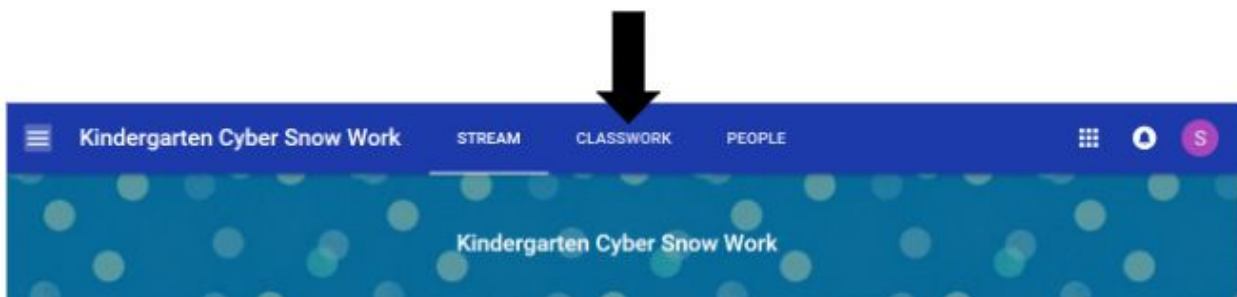 Kindergarten Cyber Snow Work STREAM CLASSWORK PEOPLE S
Kindergarten Cyber Snow Work